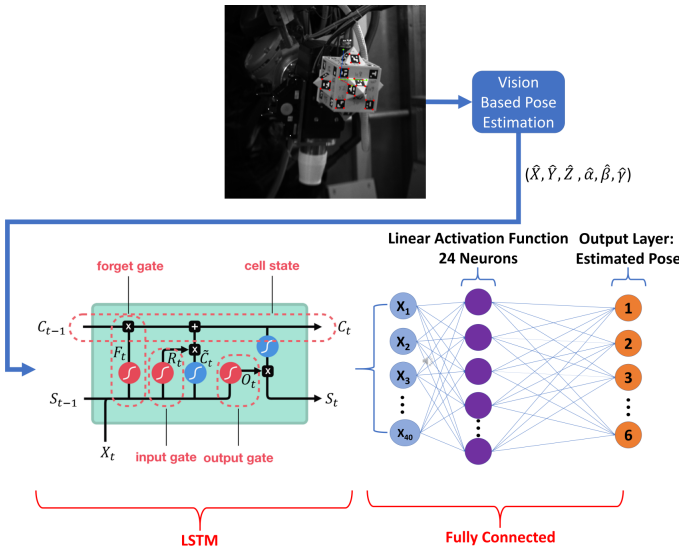 Vision
Based Pose
Estimation
(X̂, Ŷ, Ẑ , α̂, β̂, γ̂)
Linear Activation Function
24 Neurons
Output Layer:
Estimated Pose
forget gate
cell state
C_{t-1}
x
+
C_t
F_t
R_t
x
C̃_t
O_t
x
S_{t-1}
S_t
X_t
input gate
output gate
X_1
X_2
X_3
X_40
1
2
3
6
LSTM
Fully Connected